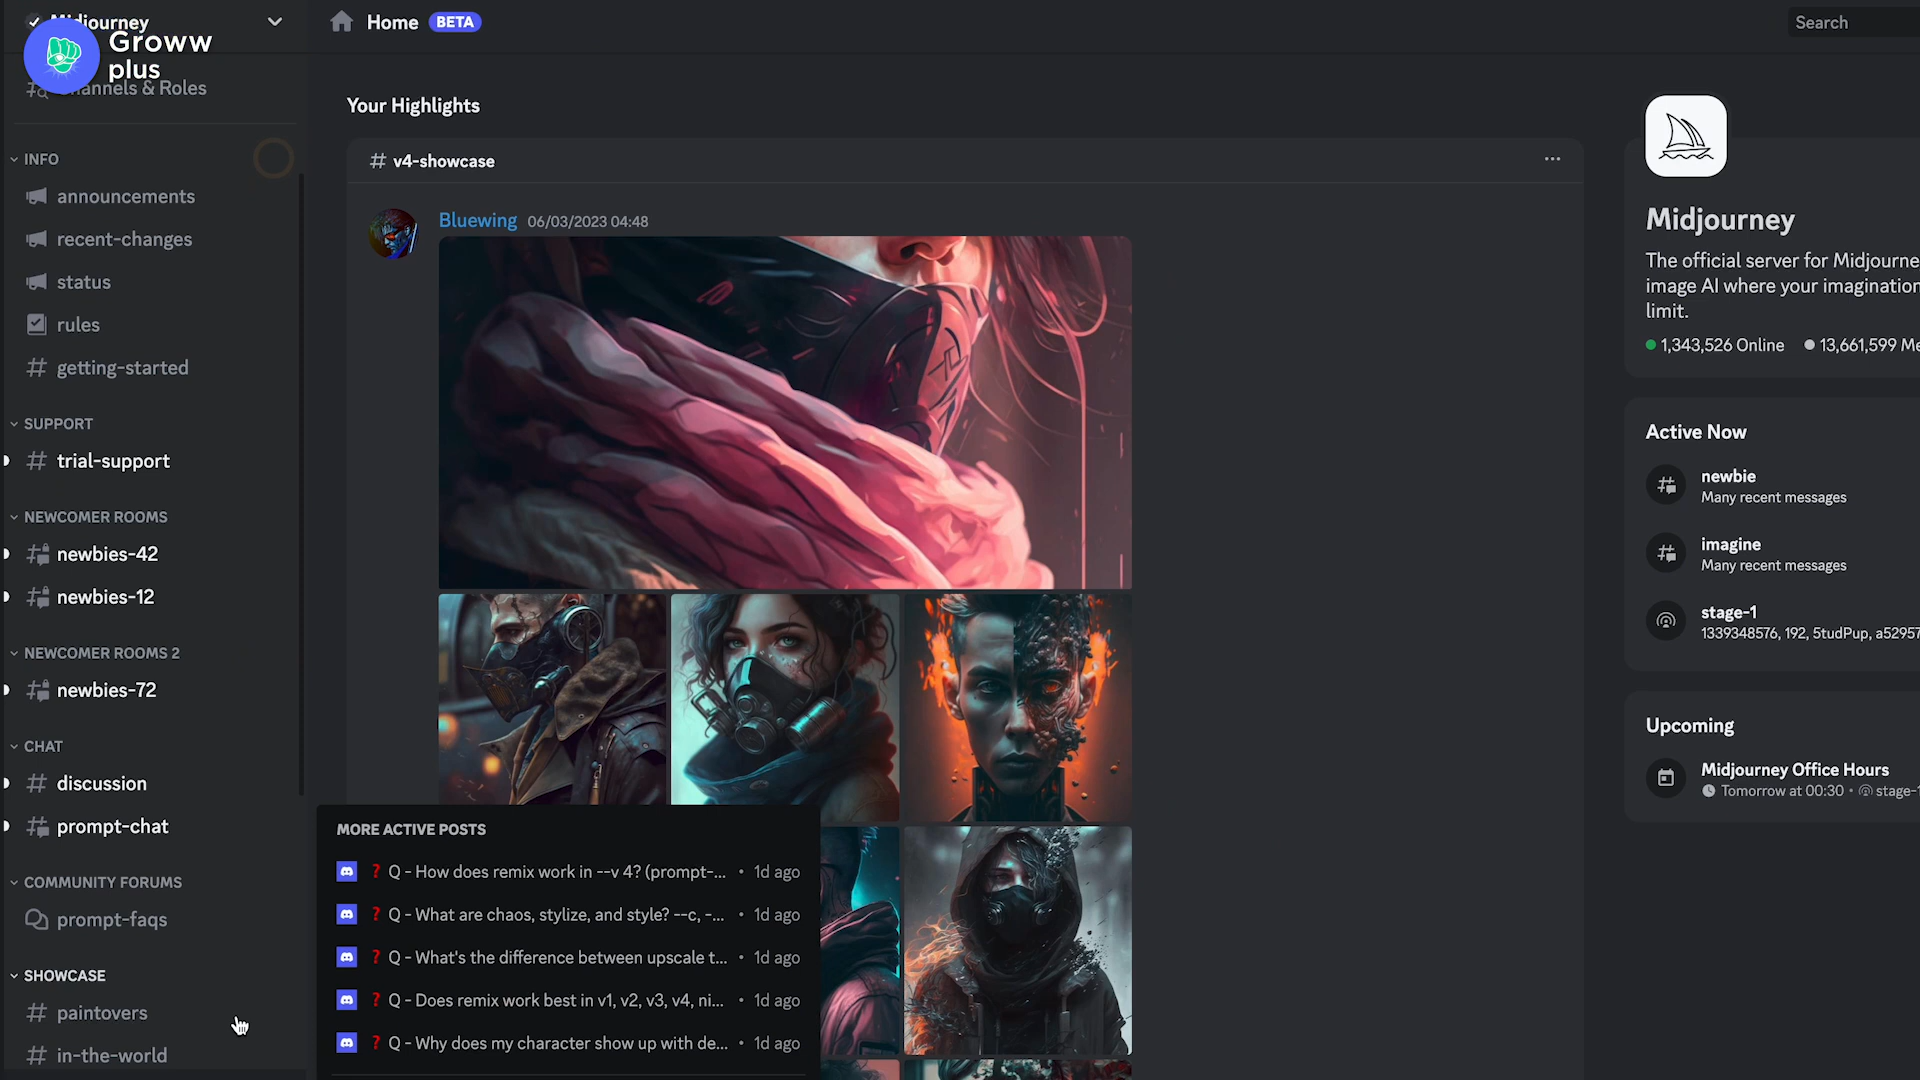 Midjourney
Groww
plus
Channels & Roles
INFO
announcements
recent-changes
status
rules
getting-started
SUPPORT
trial-support
NEWCOMER ROOMS
newbies-42
newbies-12
NEWCOMER ROOMS 2
newbies-72
CHAT
discussion
prompt-chat
COMMUNITY FORUMS
prompt-faqs
SHOWCASE
paintovers
in-the-world
Home BETA
Search
Your Highlights
v4-showcase
Bluewing 06/03/2023 04:48
MORE ACTIVE POSTS
? Q - How does remix work in --v 4? (prompt-... • 1d ago
? Q - What are chaos, stylize, and style? --c, -... • 1d ago
? Q - What's the difference between upscale t... • 1d ago
? Q - Does remix work best in v1, v2, v3, v4, ni... • 1d ago
? Q - Why does my character show up with de... • 1d ago
Midjourney
The official server for Midjourne
image AI where your imagination
limit.
1,343,526 Online 13,661,599 Me
Active Now
newbie
Many recent messages
imagine
Many recent messages
stage-1
1339348576, 192, 5tudPup, a52957
Upcoming
Midjourney Office Hours
Tomorrow at 00:30 • stage-1